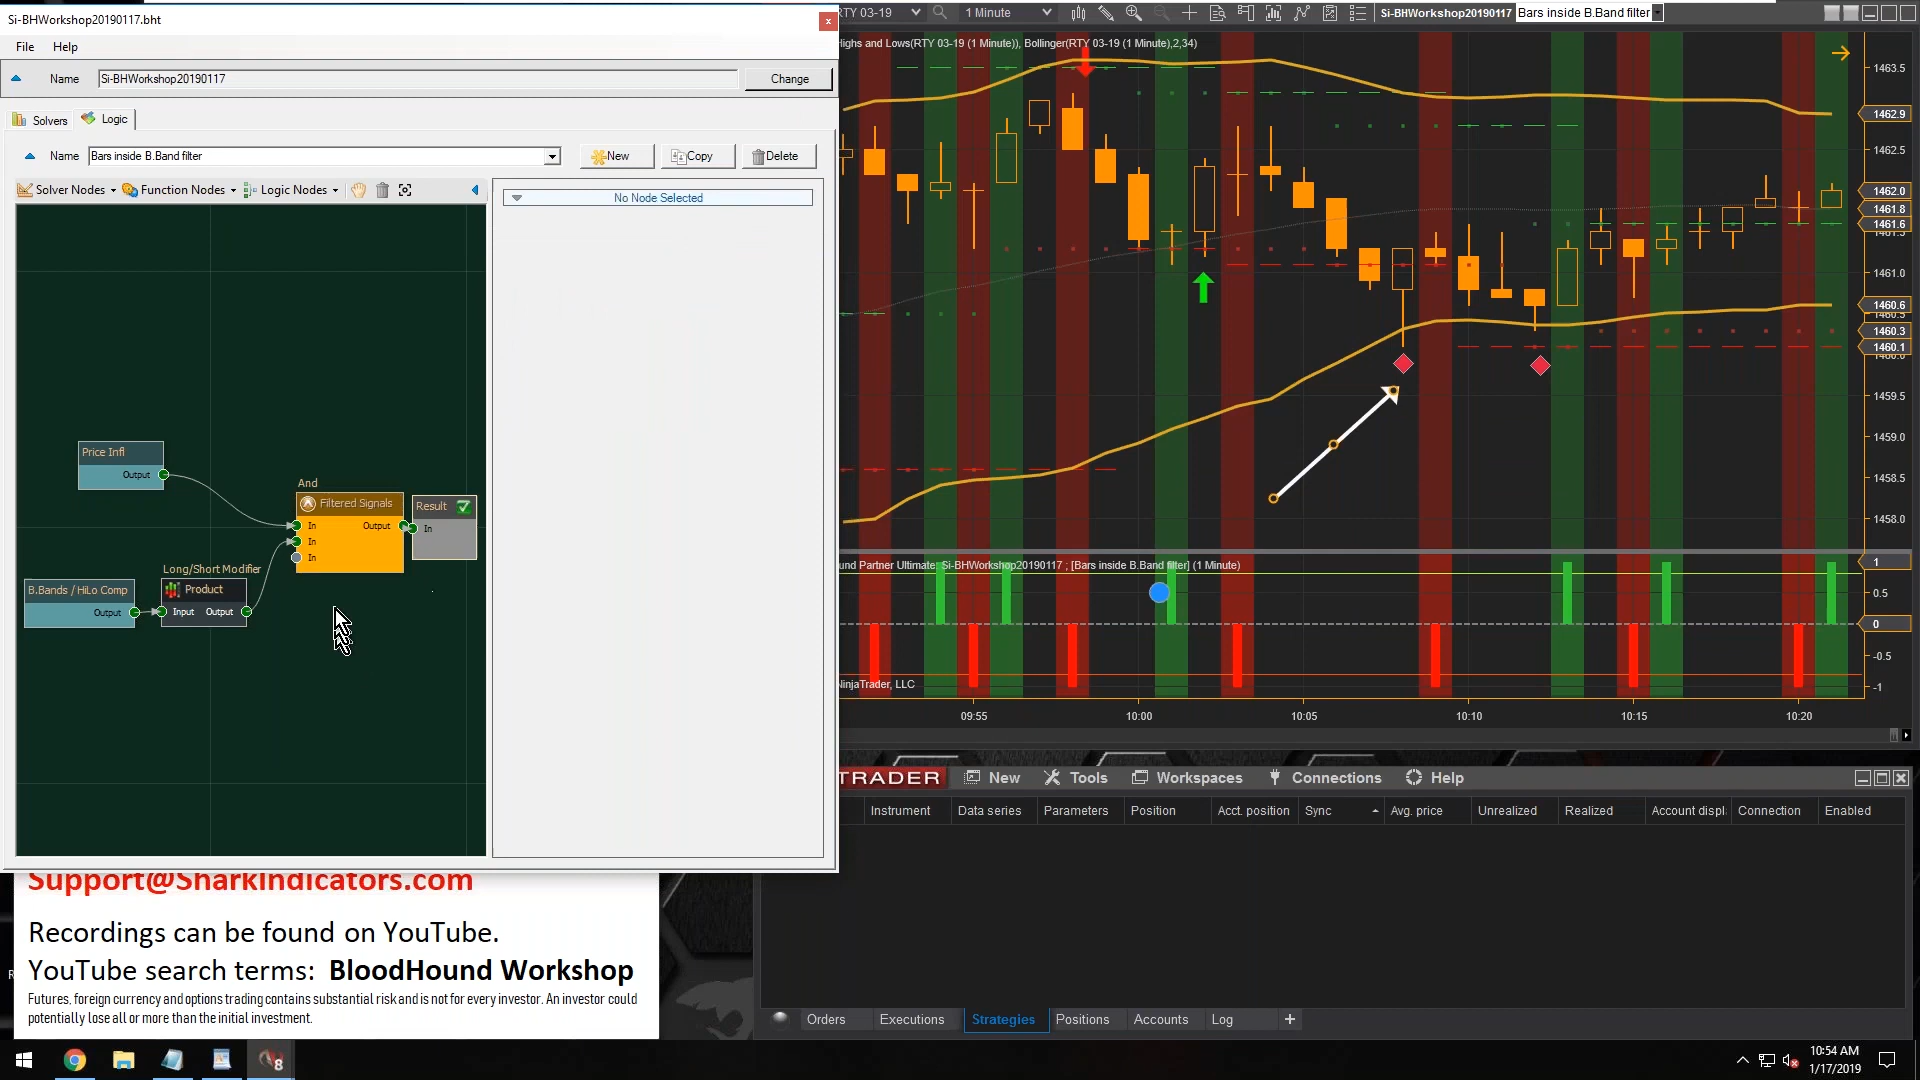 Si-BHWorkshop20190117.bht
File Help
Name Si-BHWorkshop20190117 Change
Solvers Logic
Name Bars inside B.Band filter New Copy Delete
Solver Nodes Function Nodes Logic Nodes
No Node Selected
Price Infl
Output
And
Filtered Signals
In Output
In
In
Result
In
Long/Short Modifier
Product
Input Output
B.Bands / HiLo Comp
Output
RTY 03-19 1 Minute Si-BHWorkshop20190117 Bars inside B.Band filter
Highs and Lows(RTY 03-19 (1 Minute)), Bollinger(RTY 03-19 (1 Minute),2,34)
1463.5
1462.9
1462.5
1462.0
1461.8
1461.6
1461.0
1460.6
1460.3
1460.1
1459.5
1459.0
1458.5
1458.0
und Partner Ultimate: Si-BHWorkshop20190117 ; [Bars inside B.Band filter] (1 Minute)
1
0.5
0
-0.5
-1
NinjaTrader, LLC
09:55 10:00 10:05 10:10 10:15 10:20
TRADER New Tools Workspaces Connections Help
Instrument Data series Parameters Position Acct. position Sync Avg. price Unrealized Realized Account displ Connection Enabled
Orders Executions Strategies Positions Accounts Log +
Support@SharkIndicators.com
Recordings can be found on YouTube.
YouTube search terms: BloodHound Workshop
Futures, foreign currency and options trading contains substantial risk and is not for every investor. An investor could
potentially lose all or more than the initial investment.
8
10:54 AM
1/17/2019